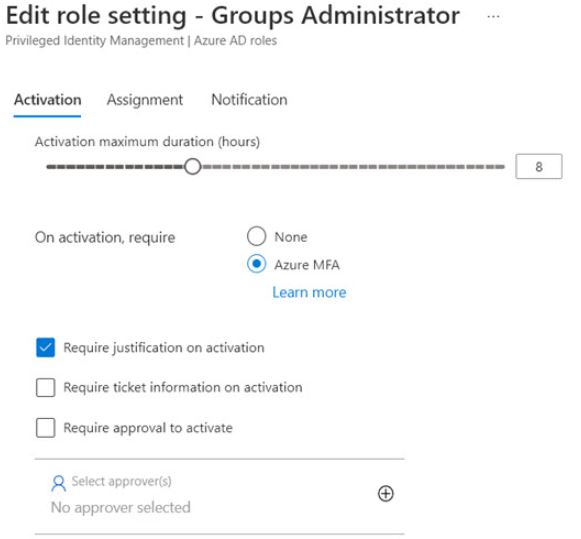 Edit role setting - Groups Administrator ...
Privileged Identity Management | Azure AD roles
Activation Assignment Notification
Activation maximum duration (hours)
8
On activation, require
None
Azure MFA
Learn more
Require justification on activation
Require ticket information on activation
Require approval to activate
Select approver(s)
No approver selected